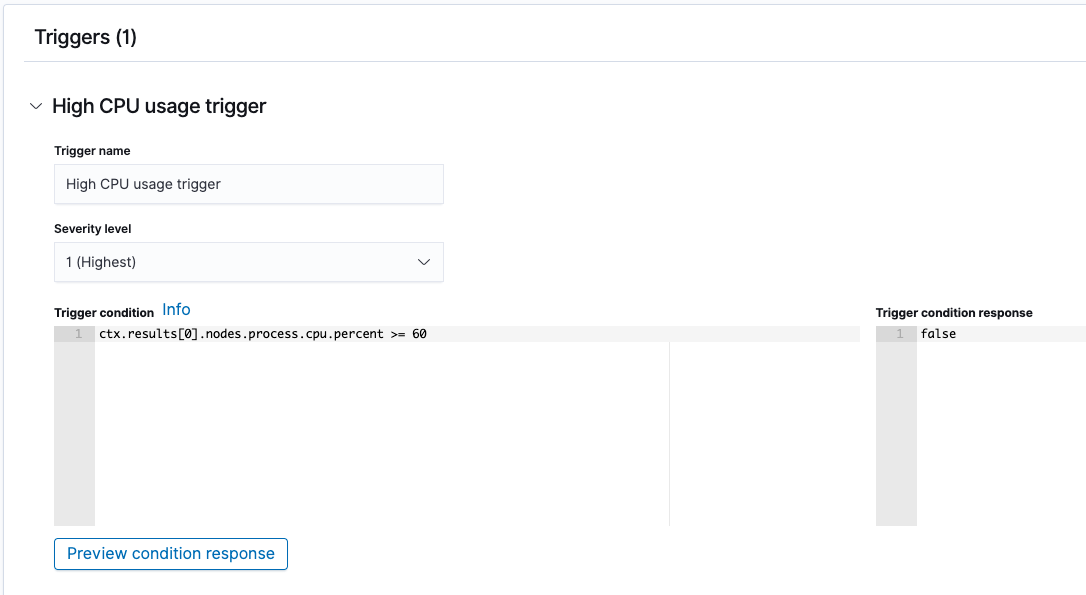 Triggers (1)
High CPU usage trigger
Trigger name
High CPU usage trigger
Severity level
1 (Highest)
Trigger condition Info
1 ctx.results[0].nodes.process.cpu.percent >= 60
Trigger condition response
1 false
Preview condition response